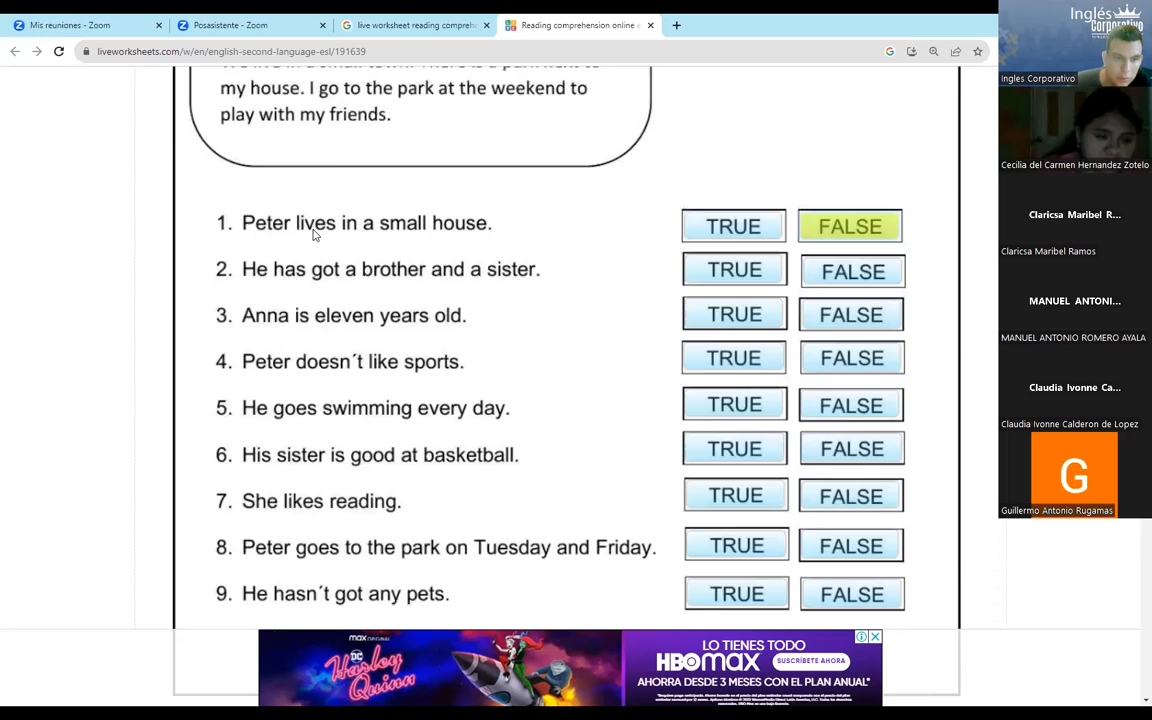 Mis reuniones - Zoom
Posasistente - Zoom
live worksheet reading compreh
Reading comprehension online e
liveworksheets.com/w/en/english-second-language-esl/191639
my house. I go to the park at the weekend to
play with my friends.
1. Peter lives in a small house. TRUE FALSE
2. He has got a brother and a sister. TRUE FALSE
3. Anna is eleven years old. TRUE FALSE
4. Peter doesn´t like sports. TRUE FALSE
5. He goes swimming every day. TRUE FALSE
6. His sister is good at basketball. TRUE FALSE
7. She likes reading. TRUE FALSE
8. Peter goes to the park on Tuesday and Friday. TRUE FALSE
9. He hasn´t got any pets. TRUE FALSE
max ORIGINAL
DC
HARLEY
QUINN
LO TIENES TODO
HBOmax SUSCRÍBETE AHORA
AHORRA DESDE 3 MESES CON EL PLAN ANUAL*
Inglés
Corporativo
Ingles Corporativo
Cecilia del Carmen Hernandez Zotelo
Claricsa Maribel R...
Claricsa Maribel Ramos
MANUEL ANTONI...
MANUEL ANTONIO ROMERO AYALA
Claudia Ivonne Ca...
Claudia Ivonne Calderon de Lopez
G
Guillermo Antonio Rugamas